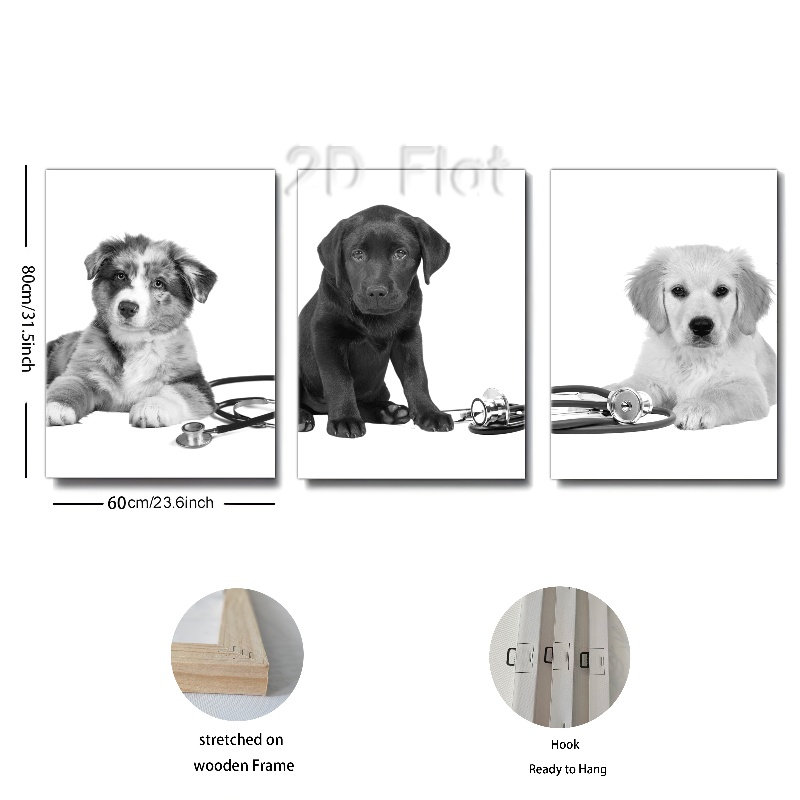 2D Flat
80cm/31.5inch
60cm/23.6inch
stretched on
wooden Frame
Hook
Ready to Hang